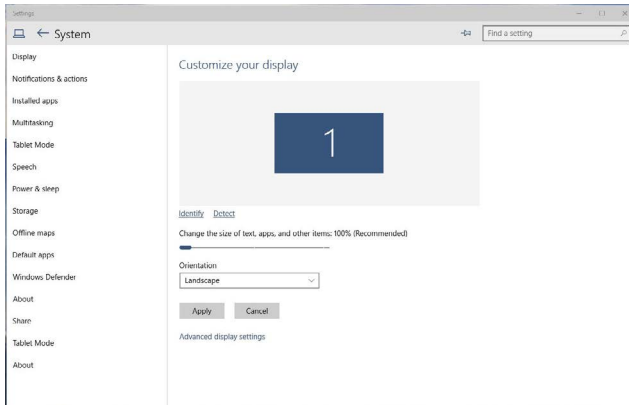 Settings
System
Find a setting
Display
Notifications & actions
Installed apps
Multitasking
Tablet Mode
Speech
Power & sleep
Storage
Offline maps
Default apps
Windows Defender
About
Share
Tablet Mode
About
Customize your display
1
Identify Detect
Change the size of text, apps, and other items: 100% (Recommended)
Orientation
Landscape
Apply Cancel
Advanced display settings